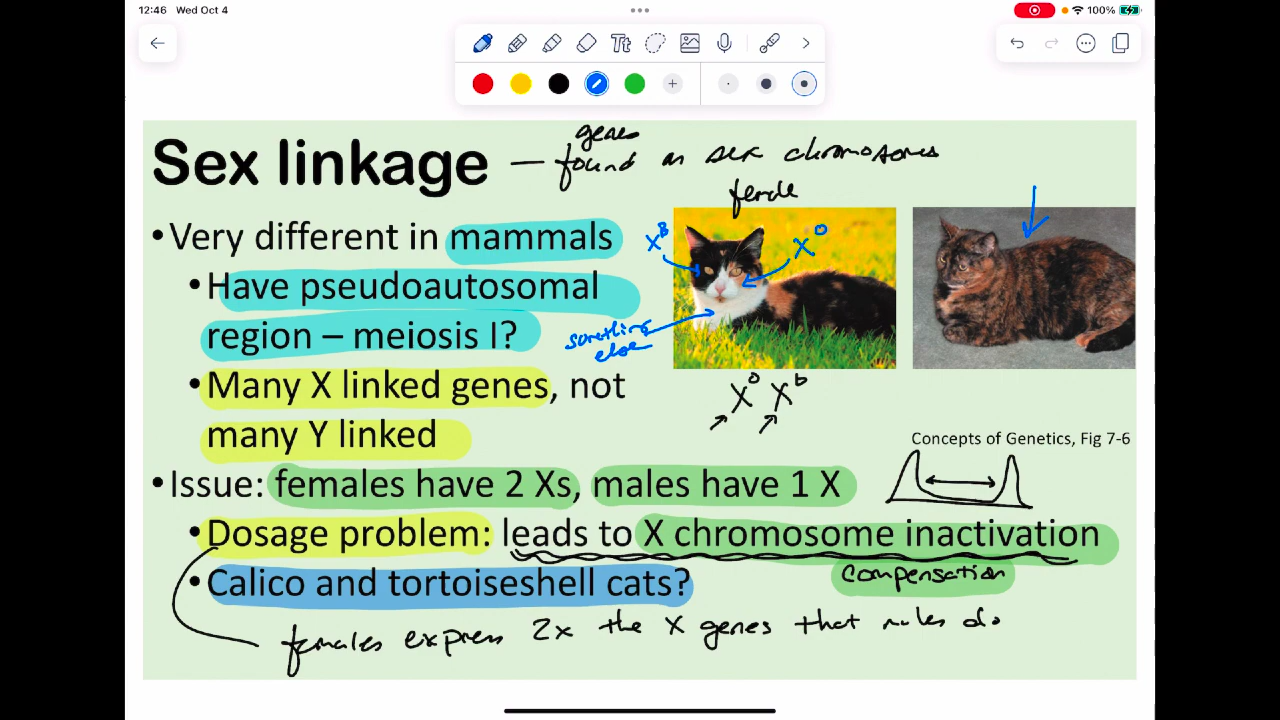 12:46 Wed Oct 4
100%
Tt
genes
Sex linkage — found on sex chromosomes
female
• Very different in mammals
X^B
X^O
• Have pseudoautosomal
region – meiosis I?
something
else
• Many X linked genes, not
X^O X^b
many Y linked
Concepts of Genetics, Fig 7-6
• Issue: females have 2 Xs, males have 1 X
• Dosage problem: leads to X chromosome inactivation
compensation
• Calico and tortoiseshell cats?
females express 2x the X genes that males do